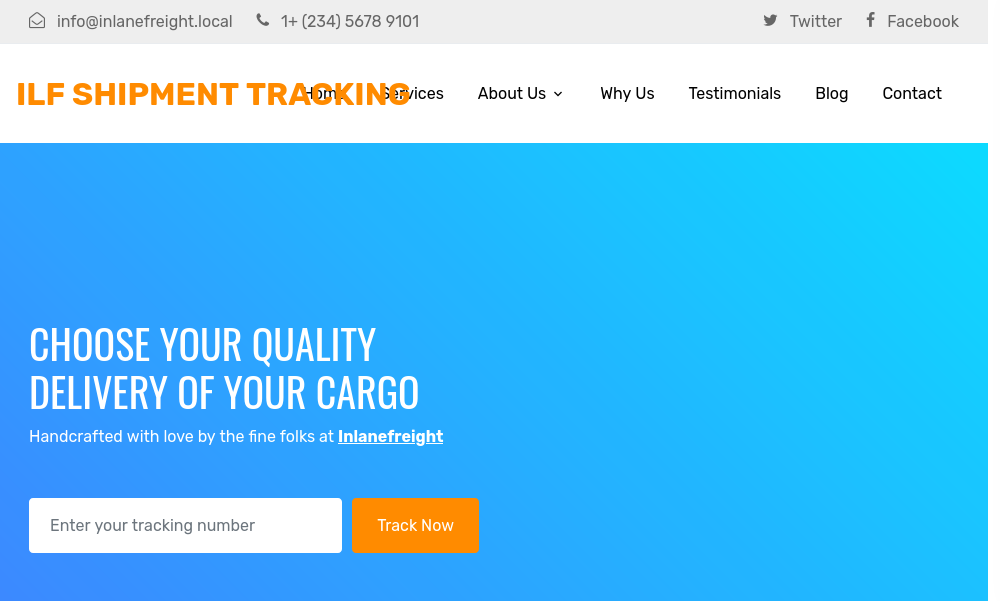 info@inlanefreight.local 1+ (234) 5678 9101 Twitter Facebook
ILF SHIPMENT TRACKING Home Services About Us Why Us Testimonials Blog Contact
CHOOSE YOUR QUALITY
DELIVERY OF YOUR CARGO
Handcrafted with love by the fine folks at Inlanefreight
Enter your tracking number Track Now